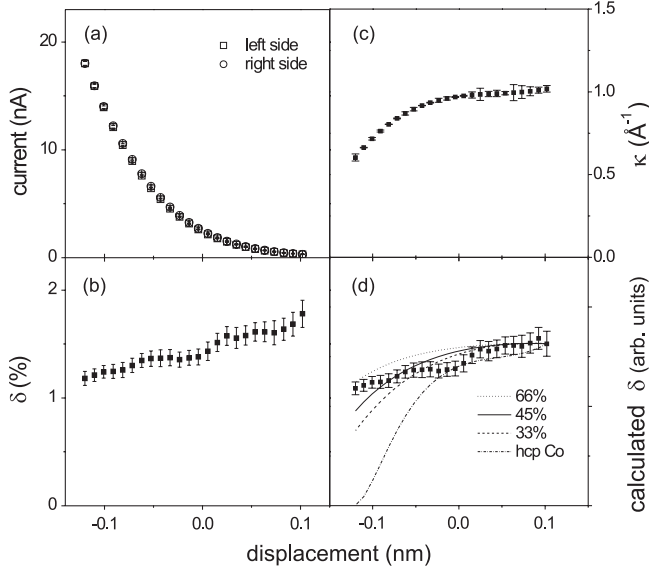 (a)
left side
right side
20
10
0
current (nA)
(c)
1.5
1.0
0.5
0.0
κ (Å⁻¹)
(b)
2
1
0
δ (%)
-0.1
0.0
0.1
(d)
66%
45%
33%
hcp Co
calculated δ (arb. units)
-0.1
0.0
0.1
displacement (nm)
displacement (nm)